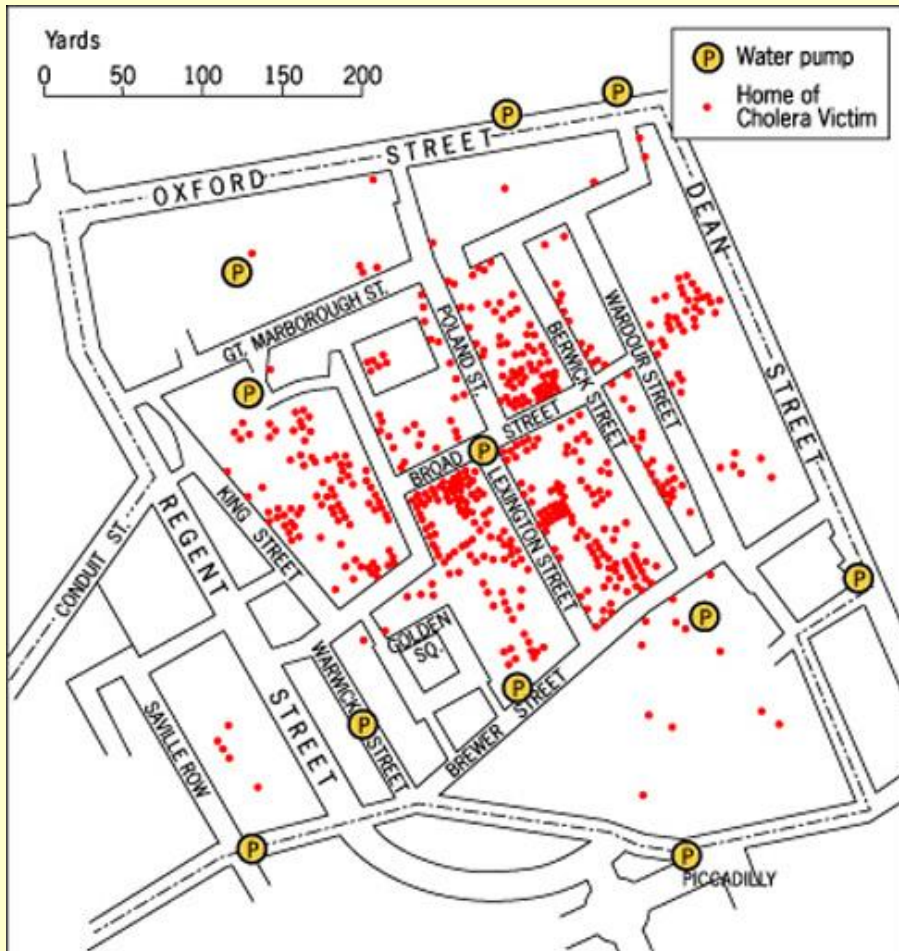 Yards
0 50 100 150 200
P Water pump
Home of
Cholera Victim
P
P
OXFORD STREET
DEAN STREET
P
GT. MARBOROUGH ST.
POLAND ST.
BERWICK STREET
WARDOUR STREET
P
BROAD STREET
P
LEXINGTON STREET
KING STREET
CONDUIT ST.
REGENT STREET
P
P
GOLDEN
SQ.
WARWICK STREET
P
BREWER STREET
P
SAVILLE ROW
P
P
PICCADILLY